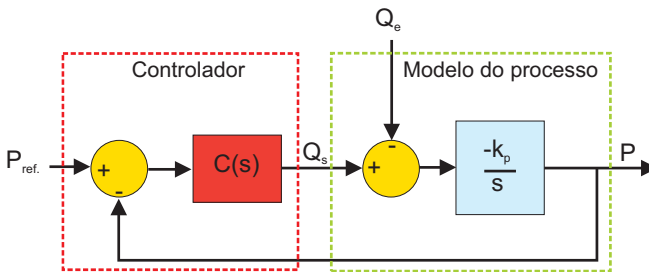 Qe
Controlador
Modelo do processo
Pref.
+
-
C(s)
Qs
+
-
-kp
s
P